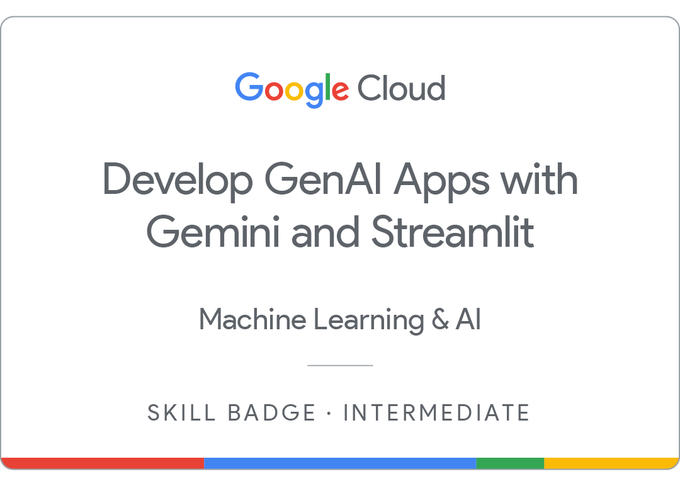 Google Cloud
Develop GenAI Apps with
Gemini and Streamlit
Machine Learning & AI
SKILL BADGE · INTERMEDIATE